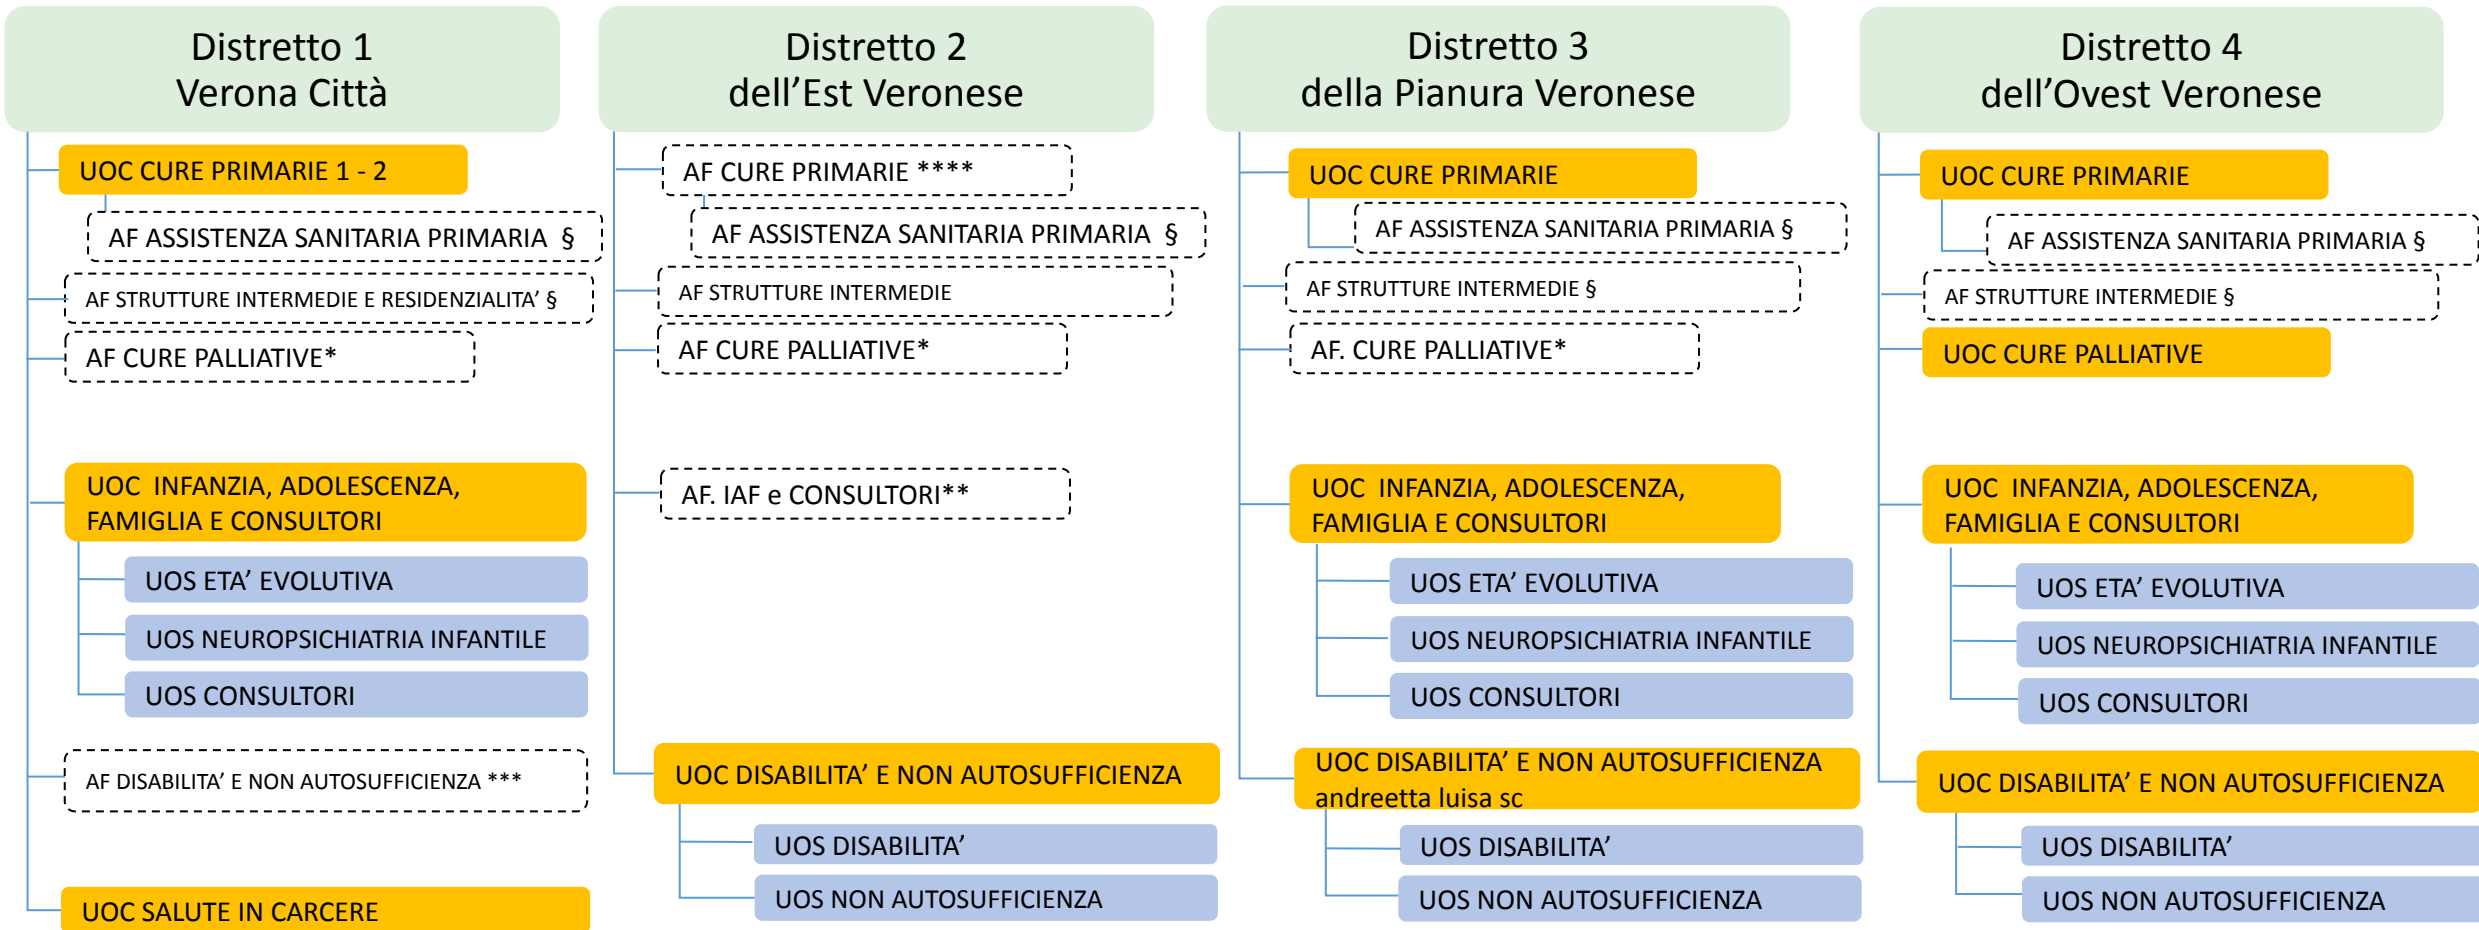 Distretto 1
Verona Città
UOC CURE PRIMARIE 1 - 2
AF ASSISTENZA SANITARIA PRIMARIA §
AF STRUTTURE INTERMEDIE E RESIDENZIALITA’ §
AF CURE PALLIATIVE*
UOC INFANZIA, ADOLESCENZA,
FAMIGLIA E CONSULTORI
UOS ETA’ EVOLUTIVA
UOS NEUROPSICHIATRIA INFANTILE
UOS CONSULTORI
AF DISABILITA’ E NON AUTOSUFFICIENZA ***
UOC SALUTE IN CARCERE
Distretto 2
dell’Est Veronese
AF CURE PRIMARIE ****
AF ASSISTENZA SANITARIA PRIMARIA §
AF STRUTTURE INTERMEDIE
AF CURE PALLIATIVE*
AF. IAF e CONSULTORI**
UOC DISABILITA’ E NON AUTOSUFFICIENZA
UOS DISABILITA’
UOS NON AUTOSUFFICIENZA
Distretto 3
della Pianura Veronese
UOC CURE PRIMARIE
AF ASSISTENZA SANITARIA PRIMARIA §
AF STRUTTURE INTERMEDIE §
AF. CURE PALLIATIVE*
UOC INFANZIA, ADOLESCENZA,
FAMIGLIA E CONSULTORI
UOS ETA’ EVOLUTIVA
UOS NEUROPSICHIATRIA INFANTILE
UOS CONSULTORI
UOC DISABILITA’ E NON AUTOSUFFICIENZA
andreetta luisa sc
UOS DISABILITA’
UOS NON AUTOSUFFICIENZA
Distretto 4
dell’Ovest Veronese
UOC CURE PRIMARIE
AF ASSISTENZA SANITARIA PRIMARIA §
AF STRUTTURE INTERMEDIE §
UOC CURE PALLIATIVE
UOC INFANZIA, ADOLESCENZA,
FAMIGLIA E CONSULTORI
UOS ETA’ EVOLUTIVA
UOS NEUROPSICHIATRIA INFANTILE
UOS CONSULTORI
UOC DISABILITA’ E NON AUTOSUFFICIENZA
UOS DISABILITA’
UOS NON AUTOSUFFICIENZA